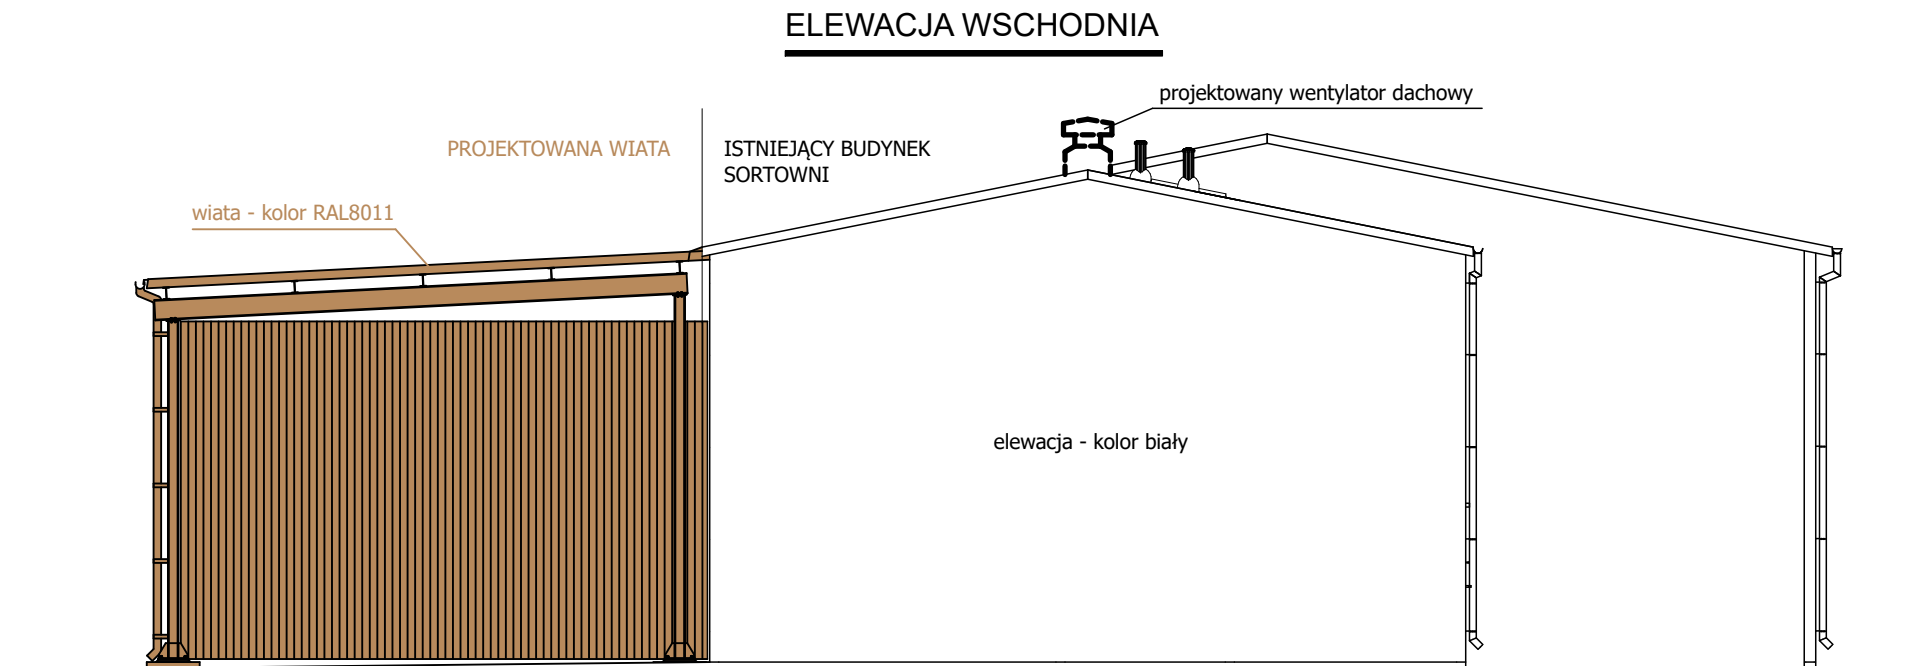 ELEWACJA WSCHODNIA
projektowany wentylator dachowy
PROJEKTOWANA WIATA
ISTNIEJĄCY BUDYNEK
SORTOWNI
wiata - kolor RAL8011
elewacja - kolor biały